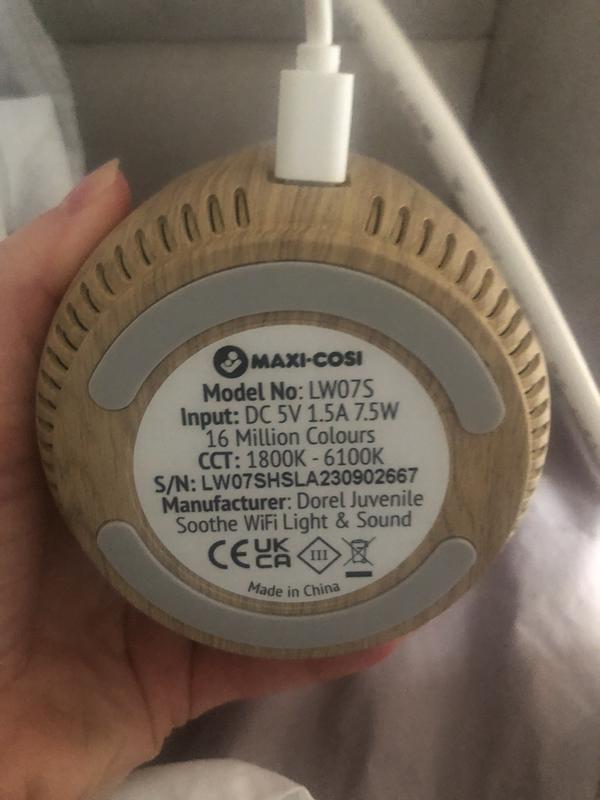 MAXI-COSI
Model No: LW07S
Input: DC 5V 1.5A 7.5W
16 Million Colours
CCT: 1800K - 6100K
S/N: LW07SHSLA230902667
Manufacturer: Dorel Juvenile
Soothe WiFi Light & Sound
CE UK CA III
Made in China